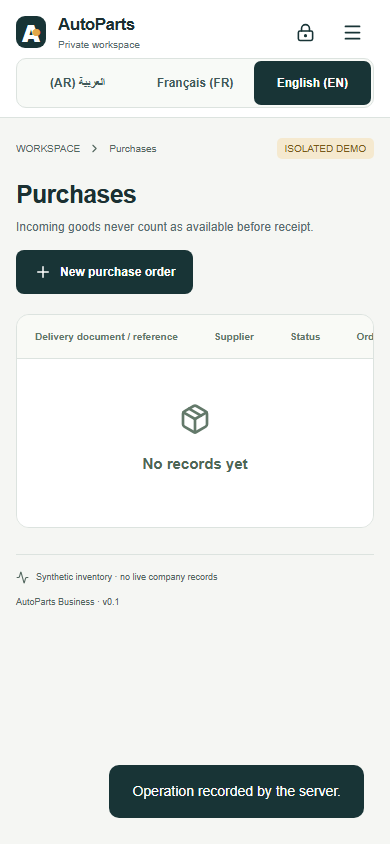 AutoParts
Private workspace
العربية (AR)
Français (FR)
English (EN)
WORKSPACE > Purchases
ISOLATED DEMO
Purchases
Incoming goods never count as available before receipt.
+ New purchase order
Delivery document / reference Supplier Status Ord
No records yet
Synthetic inventory · no live company records
AutoParts Business · v0.1
Operation recorded by the server.